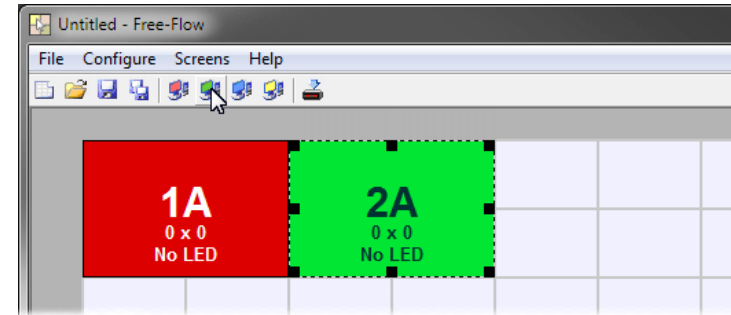 Untitled - Free-Flow
File Configure Screens Help
1A
0 x 0
No LED
2A
0 x 0
No LED